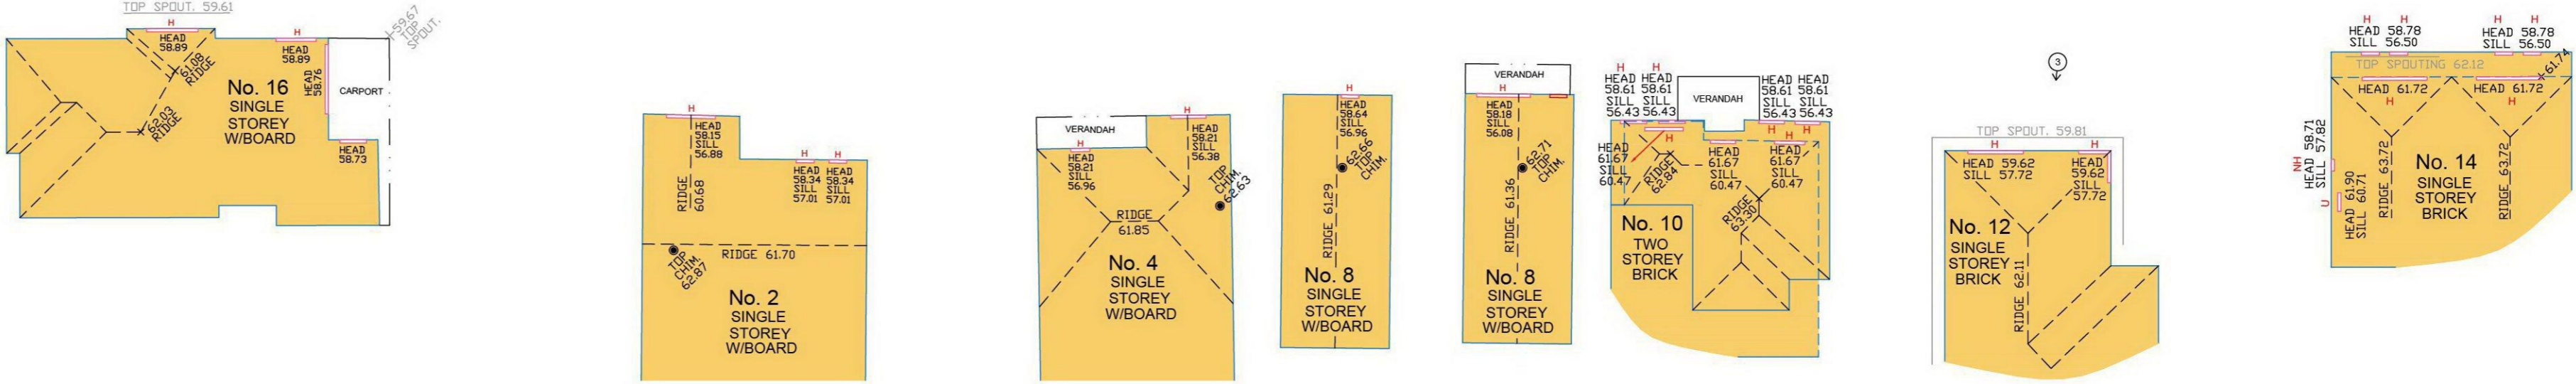 TOP SPOUT. 59.61
H
HEAD
58.89
H
HEAD
58.89
HEAD
58.76
59.67
TOP
SPOUT.
61.08
RIDGE
62.03
RIDGE
No. 16
SINGLE
STOREY
W/BOARD
CARPORT
HEAD
58.73
H
HEAD
58.15
SILL
56.88
RIDGE
60.68
H
HEAD
58.34
SILL
57.01
H
HEAD
58.34
SILL
57.01
TOP
CHIM.
62.87
RIDGE 61.70
No. 2
SINGLE
STOREY
W/BOARD
VERANDAH
H
HEAD
58.21
SILL
56.96
H
HEAD
58.21
SILL
56.38
TOP
CHIM.
62.63
RIDGE
61.85
No. 4
SINGLE
STOREY
W/BOARD
H
HEAD
58.64
SILL
56.96
62.66
TOP
CHIM.
RIDGE 61.29
No. 8
SINGLE
STOREY
W/BOARD
VERANDAH
H
HEAD
58.18
SILL
56.08
62.71
TOP
CHIM.
RIDGE 61.36
No. 8
SINGLE
STOREY
W/BOARD
H
HEAD
58.61
SILL
56.43
H
HEAD
58.61
SILL
56.43
VERANDAH
HEAD
58.61
SILL
56.43
HEAD
58.61
SILL
56.43
H
H
H
H
H
HEAD
61.67
SILL
60.47
RIDGE
62.84
HEAD
61.67
SILL
60.47
HEAD
61.67
SILL
60.47
RIDGE
63.30
No. 10
TWO
STOREY
BRICK
3
TOP SPOUT. 59.81
H
HEAD 59.62
SILL 57.72
H
HEAD
59.62
SILL
57.72
No. 12
SINGLE
STOREY
BRICK
RIDGE 62.11
H
H
HEAD 58.78
SILL 56.50
H
H
HEAD 58.78
SILL 56.50
TOP SPOUTING 62.12
61.74
HEAD 61.72
H
HEAD 61.72
H
NH
HEAD 58.71
SILL 57.82
U
HEAD 61.90
SILL 60.71
RIDGE 63.72
RIDGE 63.72
No. 14
SINGLE
STOREY
BRICK